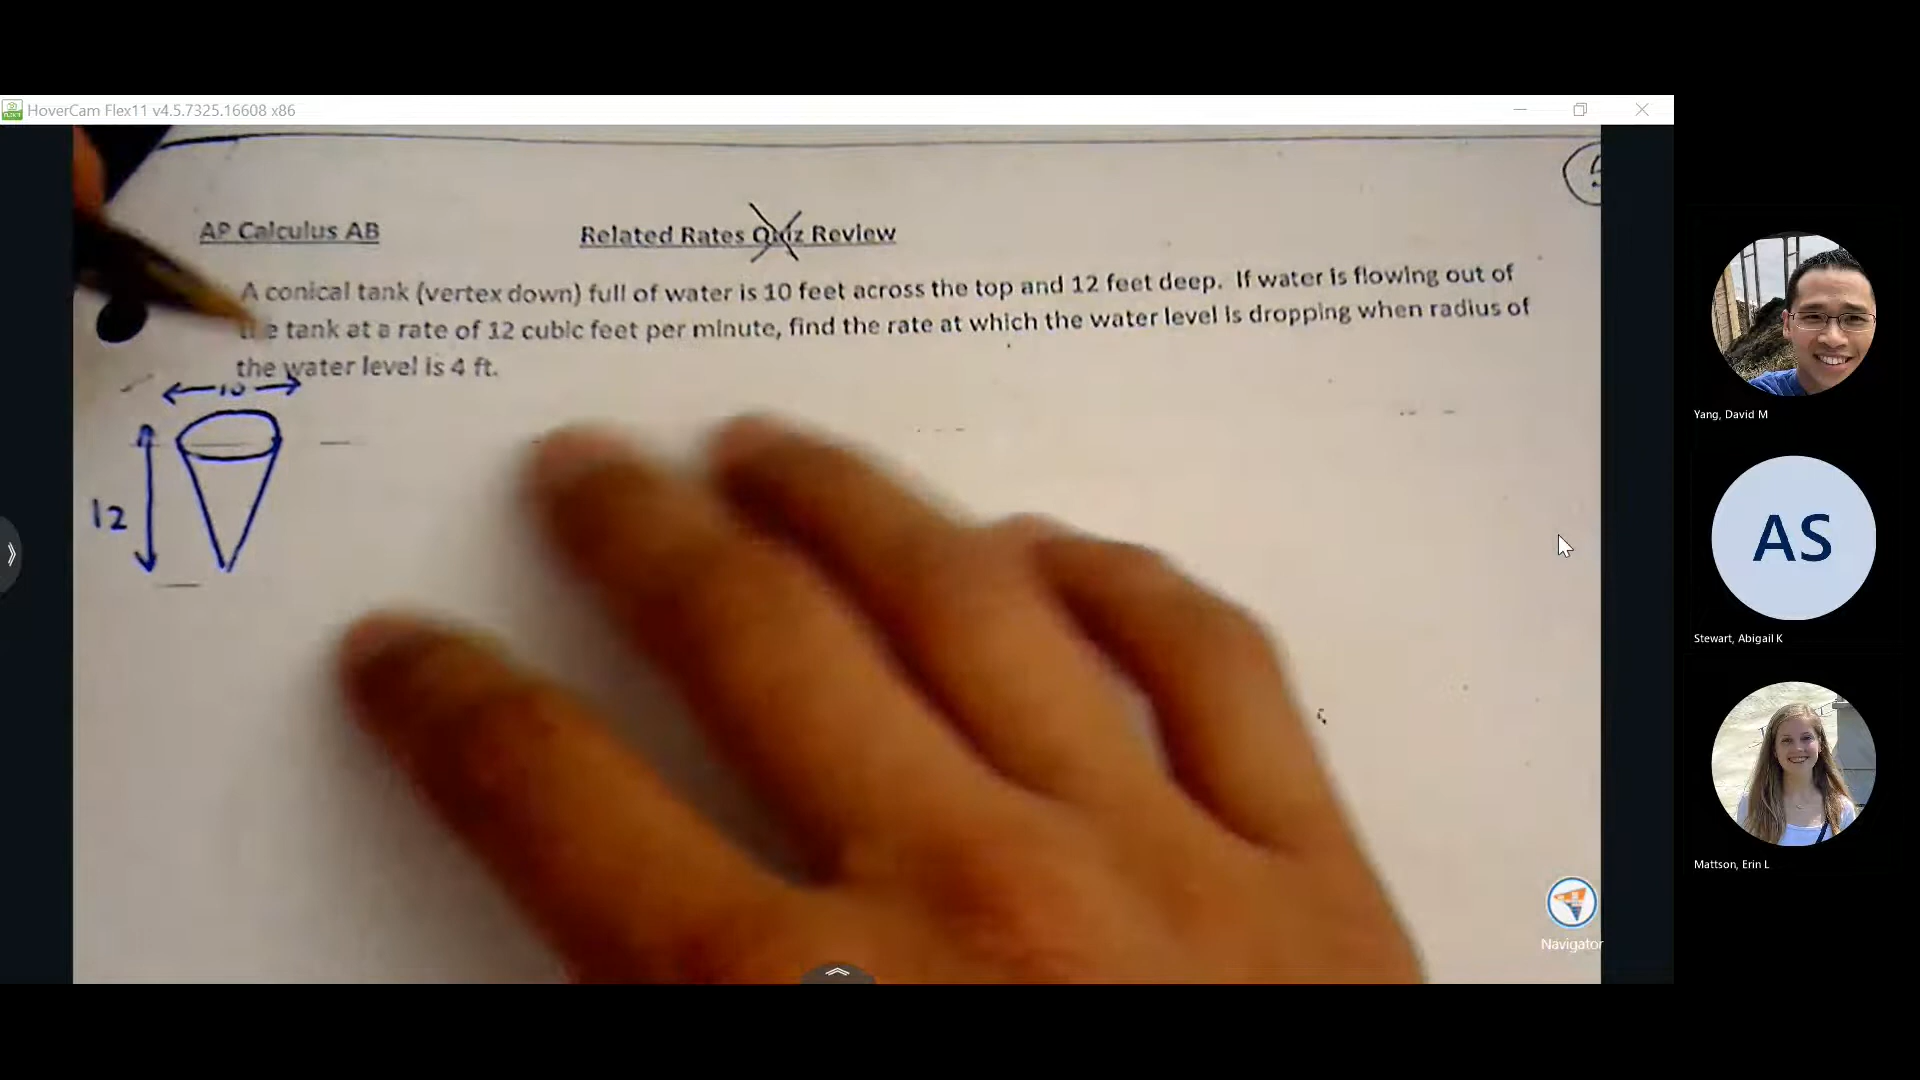 HoverCam Flex11 v4.5.7325.16608 x86
5
AP Calculus AB
Related Rates Quiz Review
A conical tank (vertex down) full of water is 10 feet across the top and 12 feet deep. If water is flowing out of
the tank at a rate of 12 cubic feet per minute, find the rate at which the water level is dropping when radius of
the water level is 4 ft.
10
12
Navigator
Yang, David M
AS
Stewart, Abigail K
Mattson, Erin L